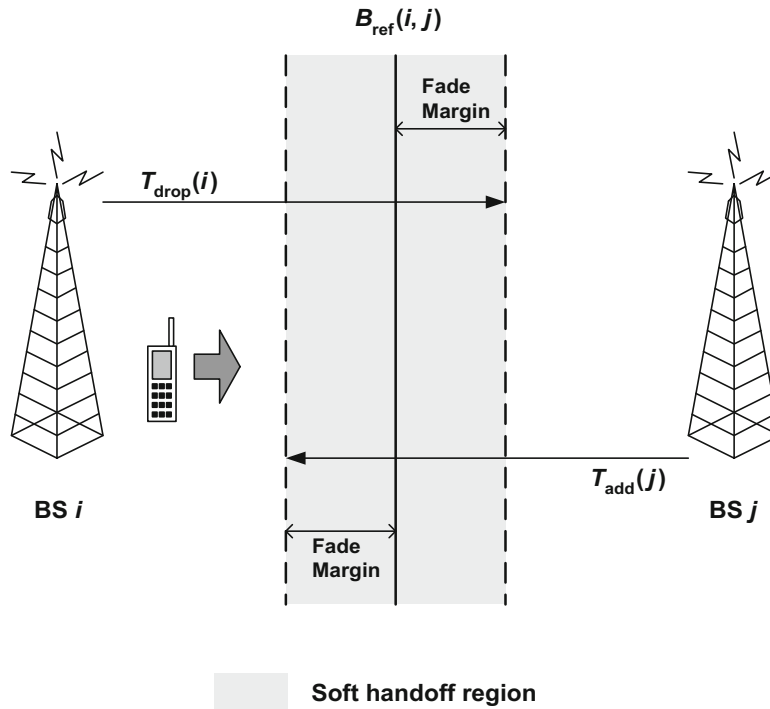 B_ref(i, j)
Fade
Margin
T_drop(i)
T_add(j)
BS i
BS j
Fade
Margin
Soft handoff region